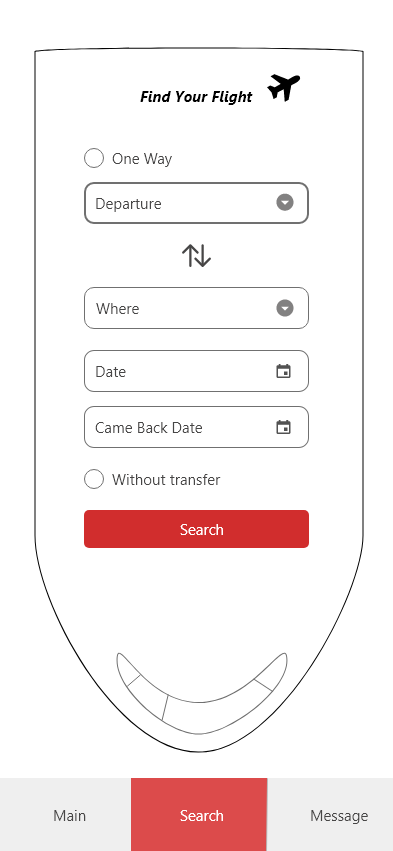 Find Your Flight
One Way
Departure
Where
Date
Came Back Date
Without transfer
Search
Main
Search
Message